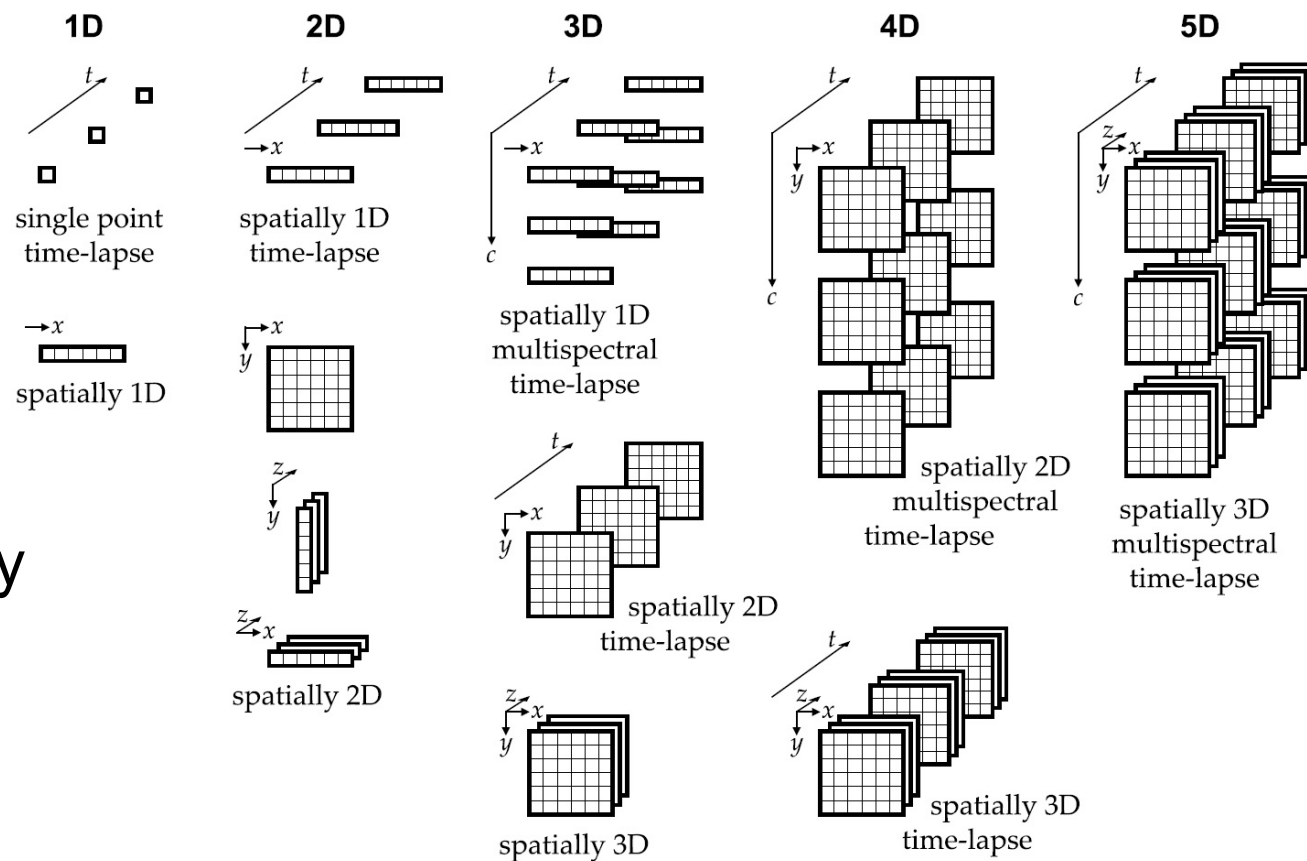 1D
2D
3D
4D
5D
t
single point
time-lapse
x
spatially 1D
t
x
spatially 1D
time-lapse
x
y
z
y
z
x
spatially 2D
t
x
c
spatially 1D
multispectral
time-lapse
t
x
y
spatially 2D
time-lapse
z
x
y
spatially 3D
t
x
y
c
spatially 2D
multispectral
time-lapse
t
z
x
y
spatially 3D
time-lapse
t
z
x
y
c
spatially 3D
multispectral
time-lapse
y